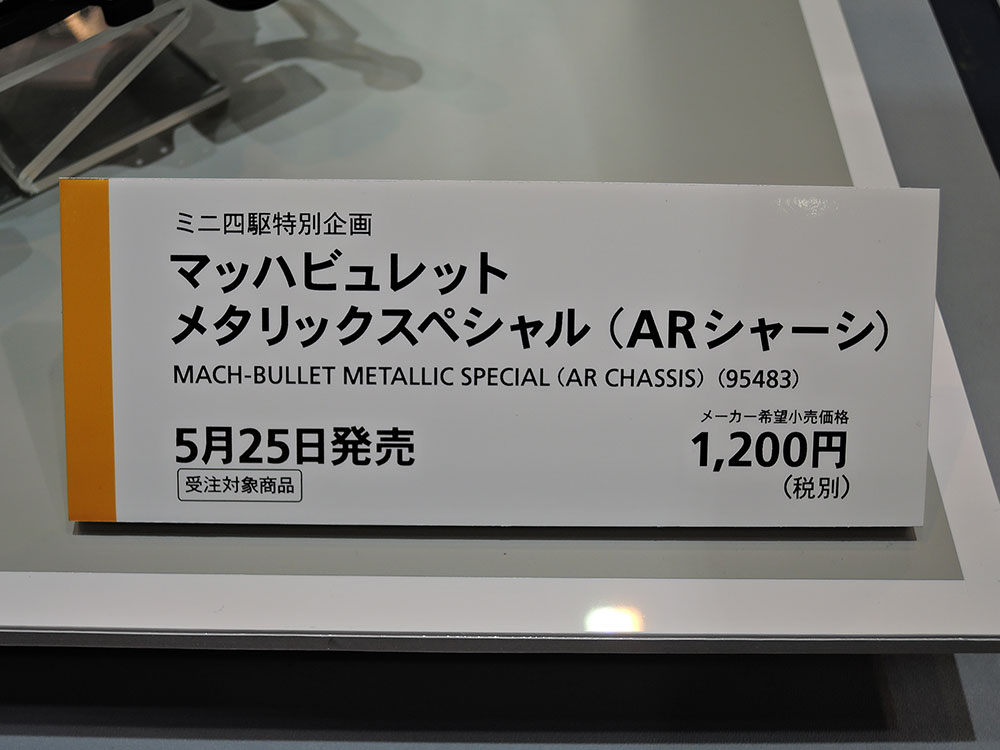 ミニ四駆特別企画
マッハビュレット
メタリックスペシャル（ARシャーシ）
MACH-BULLET METALLIC SPECIAL（AR CHASSIS）（95483）
5月25日発売
受注対象商品
メーカー希望小売価格
1,200円
（税別）